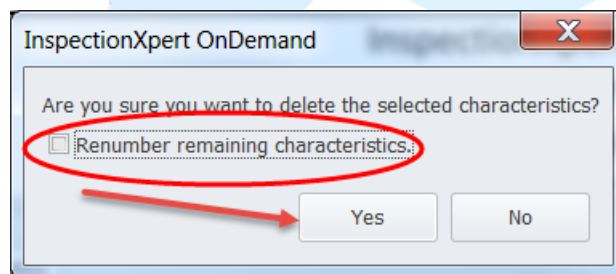 InspectionXpert OnDemand
Are you sure you want to delete the selected characteristics?
Renumber remaining characteristics.
Yes
No